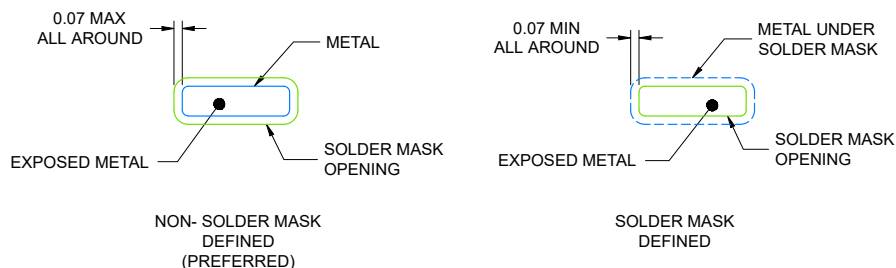 0.07 MAX
ALL AROUND
METAL
EXPOSED METAL
SOLDER MASK
OPENING
NON- SOLDER MASK
DEFINED
(PREFERRED)
0.07 MIN
ALL AROUND
METAL UNDER
SOLDER MASK
EXPOSED METAL
SOLDER MASK
OPENING
SOLDER MASK
DEFINED